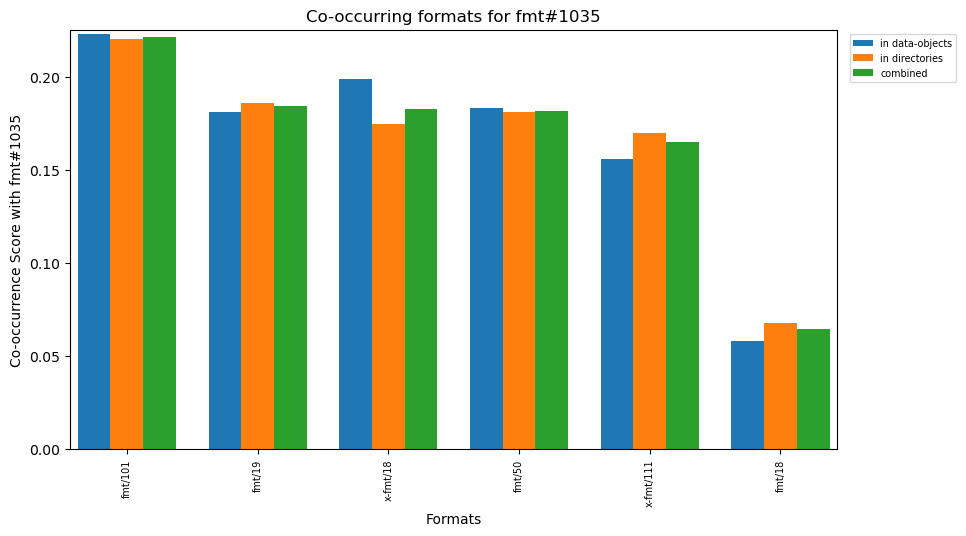 Co-occurring formats for fmt#1035
in data-objects
in directories
combined
Co-occurrence Score with fmt#1035
0.20
0.15
0.10
0.05
0.00
fmt/101
fmt/19
x-fmt/18
fmt/50
x-fmt/111
fmt/18
Formats